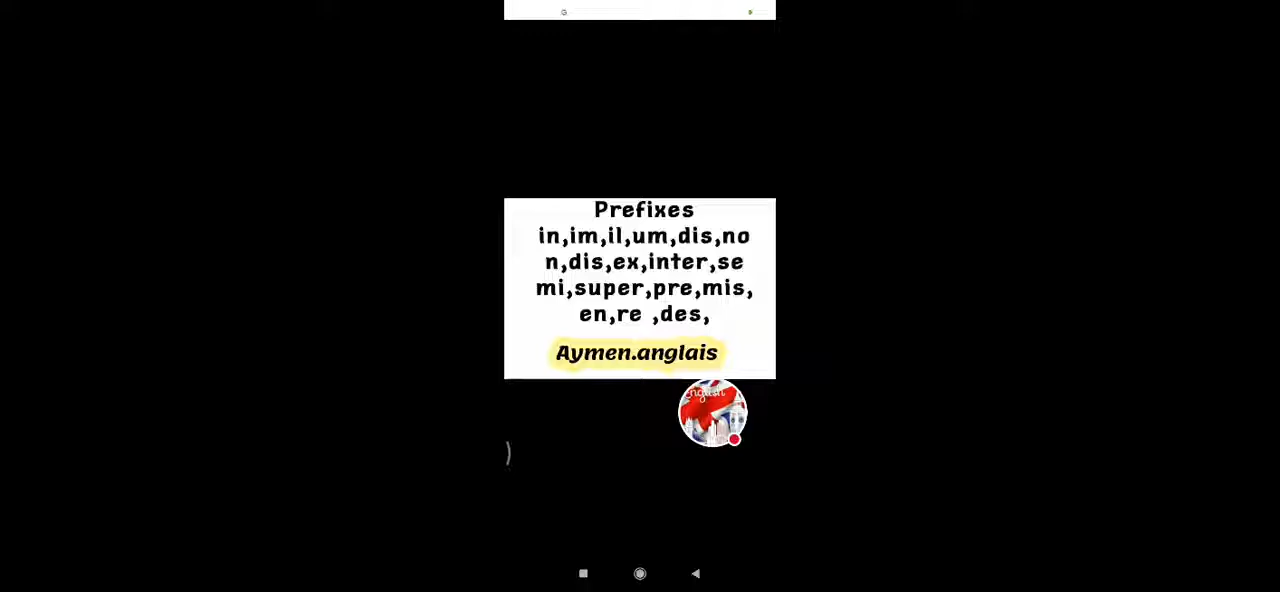 Prefixes
in,im,il,um,dis,no
n,dis,ex,inter,se
mi,super,pre,mis,
en,re ,des,
Aymen.anglais
English